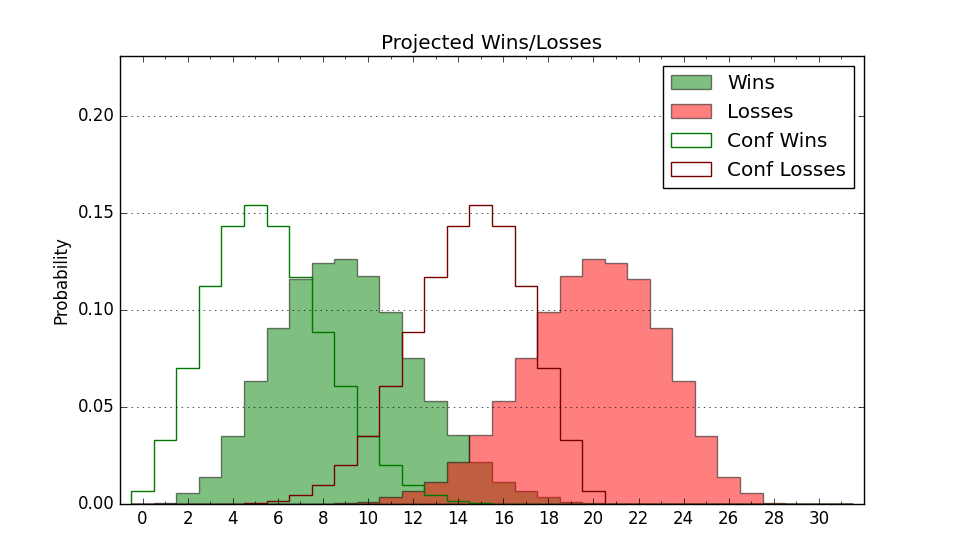 Projected Wins/Losses
Wins
Losses
Conf Wins
Conf Losses
Probability
0.20
0.15
0.10
0.05
0.00
0 2 4 6 8 10 12 14 16 18 20 22 24 26 28 30